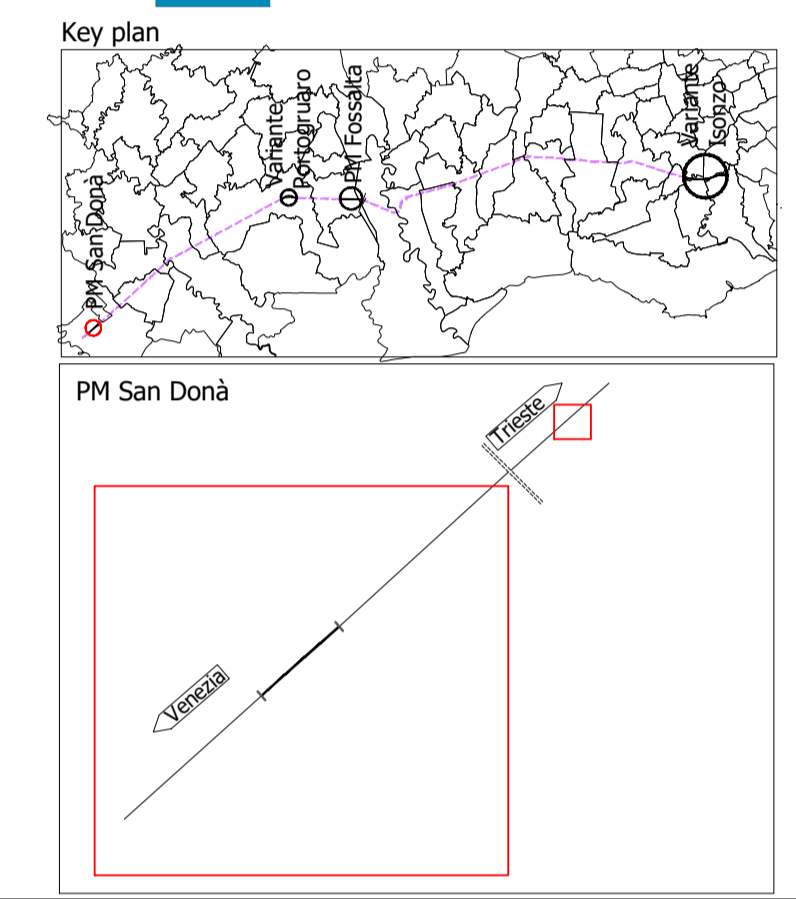 Key plan
PM San Donà
Variante
Portogruaro
PM Fossalta
Variante
Isonzo
PM San Donà
Trieste
Venezia